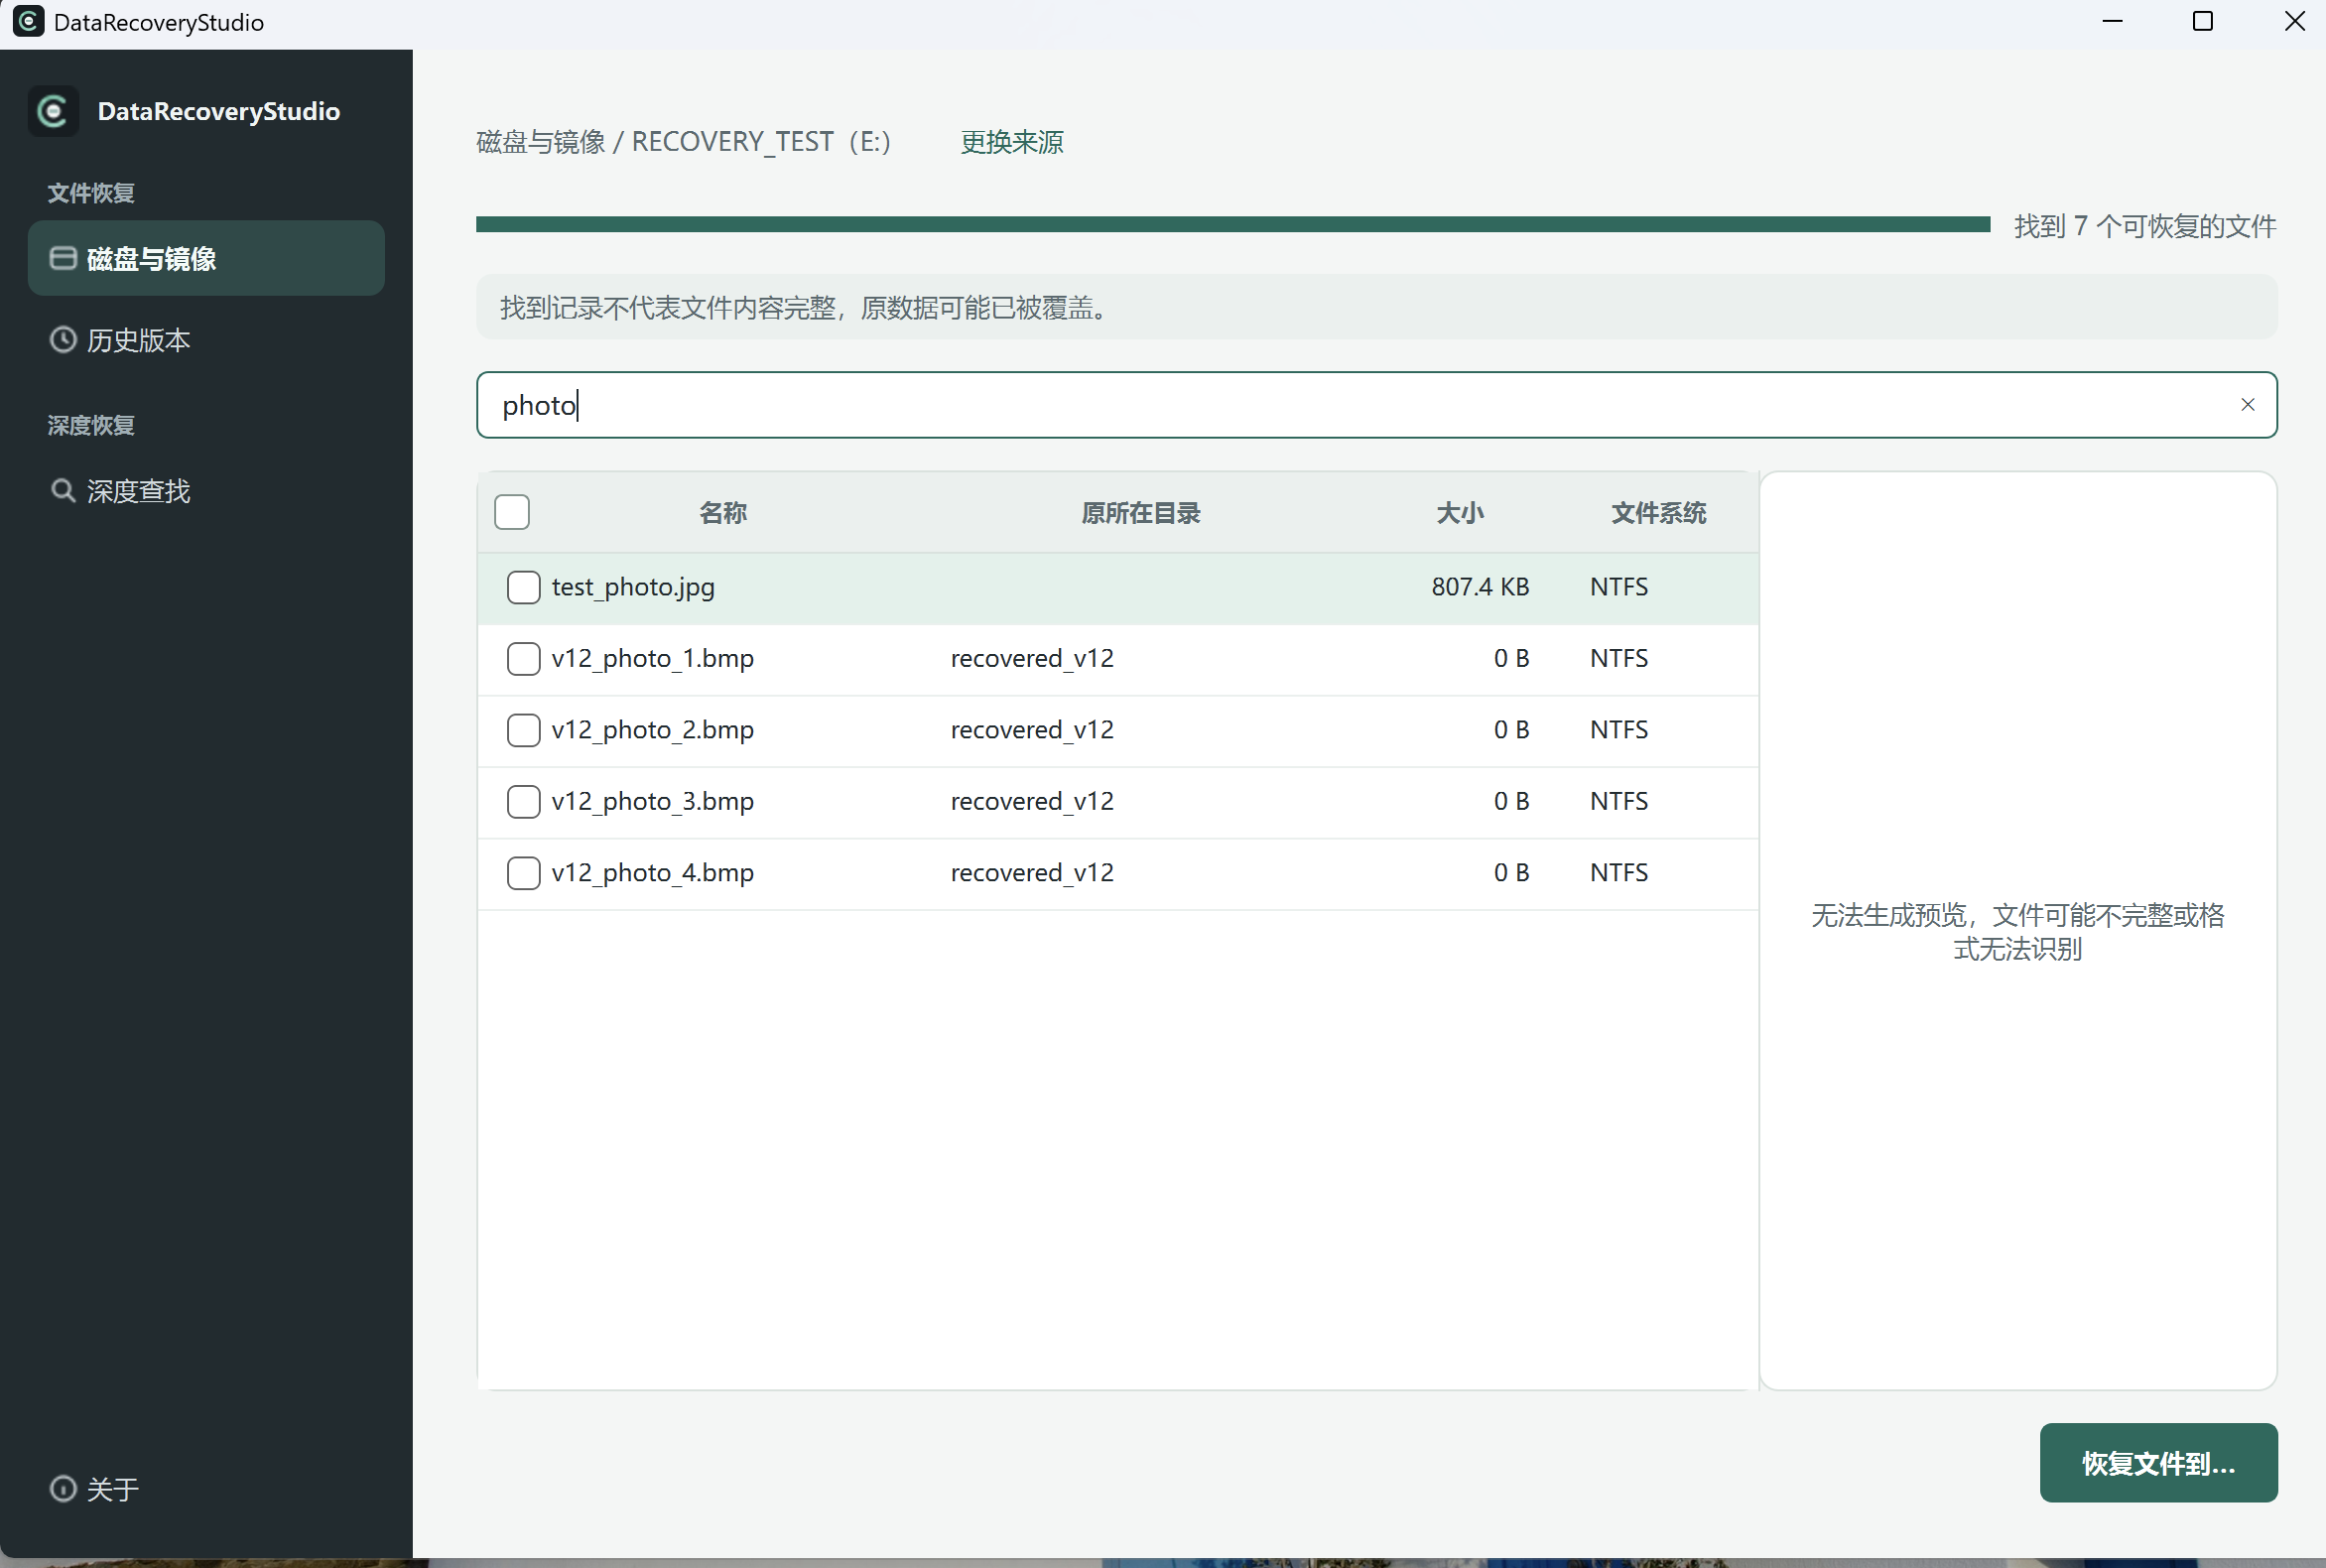 DataRecoveryStudio
DataRecoveryStudio
文件恢复
磁盘与镜像
历史版本
深度恢复
深度查找
关于
磁盘与镜像 / RECOVERY_TEST（E:） 更换来源
找到 7 个可恢复的文件
找到记录不代表文件内容完整，原数据可能已被覆盖。
photo
名称 原所在目录 大小 文件系统
test_photo.jpg 807.4 KB NTFS
v12_photo_1.bmp recovered_v12 0 B NTFS
v12_photo_2.bmp recovered_v12 0 B NTFS
v12_photo_3.bmp recovered_v12 0 B NTFS
v12_photo_4.bmp recovered_v12 0 B NTFS
无法生成预览，文件可能不完整或格
式无法识别
恢复文件到...